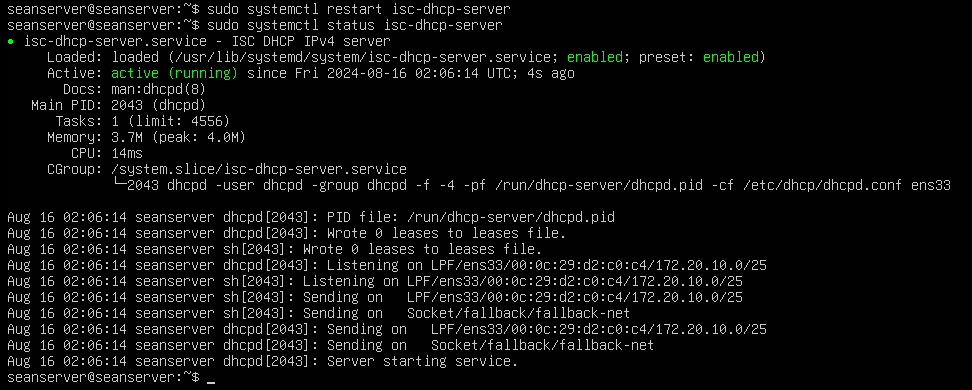 seanserver@seanserver:~$ sudo systemctl restart isc-dhcp-server
seanserver@seanserver:~$ sudo systemctl status isc-dhcp-server
● isc-dhcp-server.service - ISC DHCP IPv4 server
     Loaded: loaded (/usr/lib/systemd/system/isc-dhcp-server.service; enabled; preset: enabled)
     Active: active (running) since Fri 2024-08-16 02:06:14 UTC; 4s ago
       Docs: man:dhcpd(8)
   Main PID: 2043 (dhcpd)
      Tasks: 1 (limit: 4556)
     Memory: 3.7M (peak: 4.0M)
        CPU: 14ms
     CGroup: /system.slice/isc-dhcp-server.service
             └─2043 dhcpd -user dhcpd -group dhcpd -f -4 -pf /run/dhcp-server/dhcpd.pid -cf /etc/dhcp/dhcpd.conf ens33

Aug 16 02:06:14 seanserver dhcpd[2043]: PID file: /run/dhcp-server/dhcpd.pid
Aug 16 02:06:14 seanserver dhcpd[2043]: Wrote 0 leases to leases file.
Aug 16 02:06:14 seanserver sh[2043]: Wrote 0 leases to leases file.
Aug 16 02:06:14 seanserver dhcpd[2043]: Listening on LPF/ens33/00:0c:29:d2:c0:c4/172.20.10.0/25
Aug 16 02:06:14 seanserver sh[2043]: Listening on LPF/ens33/00:0c:29:d2:c0:c4/172.20.10.0/25
Aug 16 02:06:14 seanserver sh[2043]: Sending on   LPF/ens33/00:0c:29:d2:c0:c4/172.20.10.0/25
Aug 16 02:06:14 seanserver sh[2043]: Sending on   Socket/fallback/fallback-net
Aug 16 02:06:14 seanserver dhcpd[2043]: Sending on   LPF/ens33/00:0c:29:d2:c0:c4/172.20.10.0/25
Aug 16 02:06:14 seanserver dhcpd[2043]: Sending on   Socket/fallback/fallback-net
Aug 16 02:06:14 seanserver dhcpd[2043]: Server starting service.
seanserver@seanserver:~$ _